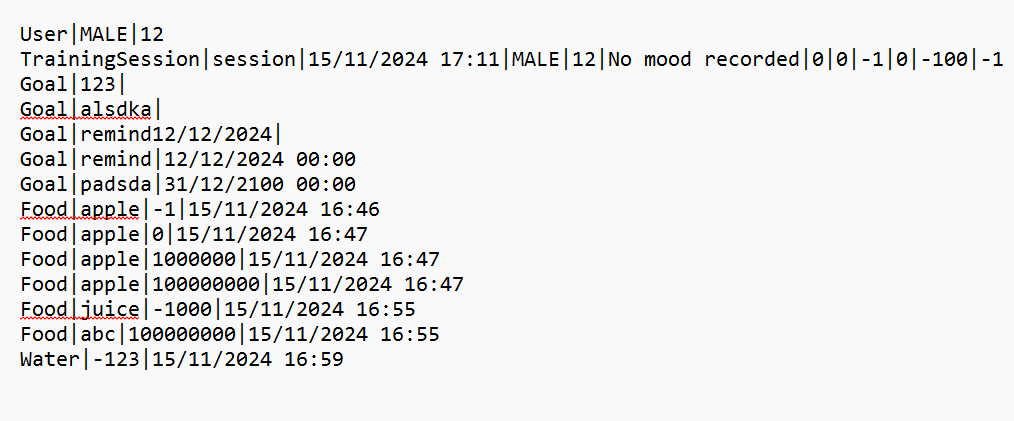 User|MALE|12
TrainingSession|session|15/11/2024 17:11|MALE|12|No mood recorded|0|0|-1|0|-100|-1
Goal|123|
Goal|alsdka|
Goal|remind12/12/2024|
Goal|remind|12/12/2024 00:00
Goal|padsda|31/12/2100 00:00
Food|apple|-1|15/11/2024 16:46
Food|apple|0|15/11/2024 16:47
Food|apple|1000000|15/11/2024 16:47
Food|apple|100000000|15/11/2024 16:47
Food|juice|-1000|15/11/2024 16:55
Food|abc|100000000|15/11/2024 16:55
Water|-123|15/11/2024 16:59